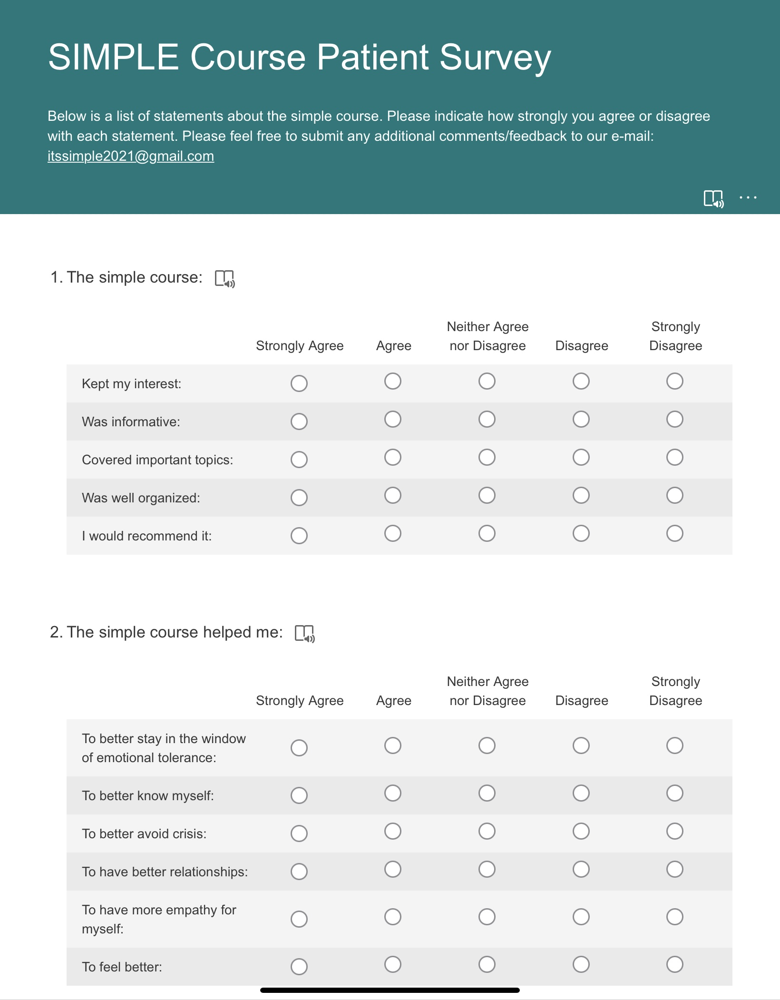 SIMPLE Course Patient Survey
Below is a list of statements about the simple course. Please indicate how strongly you agree or disagree
with each statement. Please feel free to submit any additional comments/feedback to our e-mail:
itssimple2021@gmail.com
1. The simple course:
Strongly Agree Agree Neither Agree nor Disagree Disagree Strongly Disagree
Kept my interest:
Was informative:
Covered important topics:
Was well organized:
I would recommend it:
2. The simple course helped me:
Strongly Agree Agree Neither Agree nor Disagree Disagree Strongly Disagree
To better stay in the window
of emotional tolerance:
To better know myself:
To better avoid crisis:
To have better relationships:
To have more empathy for
myself:
To feel better: